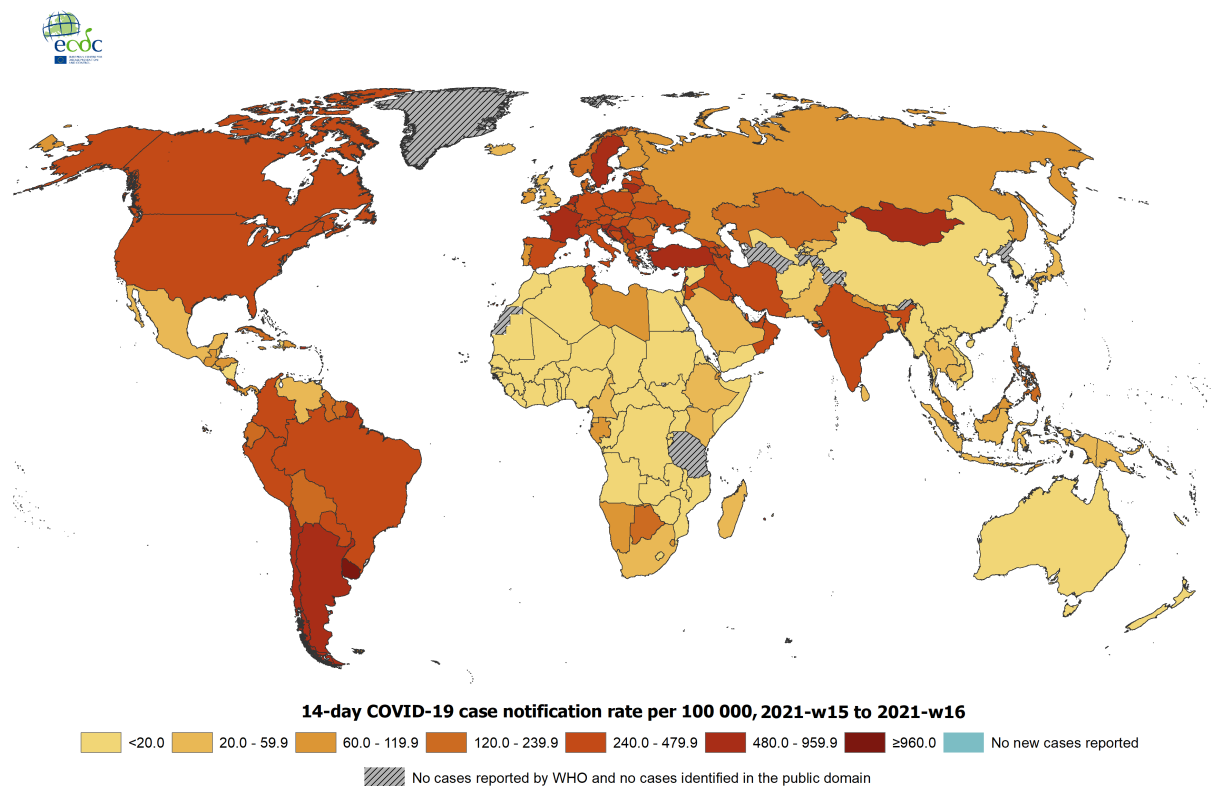 ecdc
14-day COVID-19 case notification rate per 100 000, 2021-w15 to 2021-w16
<20.0 20.0 - 59.9 60.0 - 119.9 120.0 - 239.9 240.0 - 479.9 480.0 - 959.9 ≥960.0 No new cases reported
No cases reported by WHO and no cases identified in the public domain